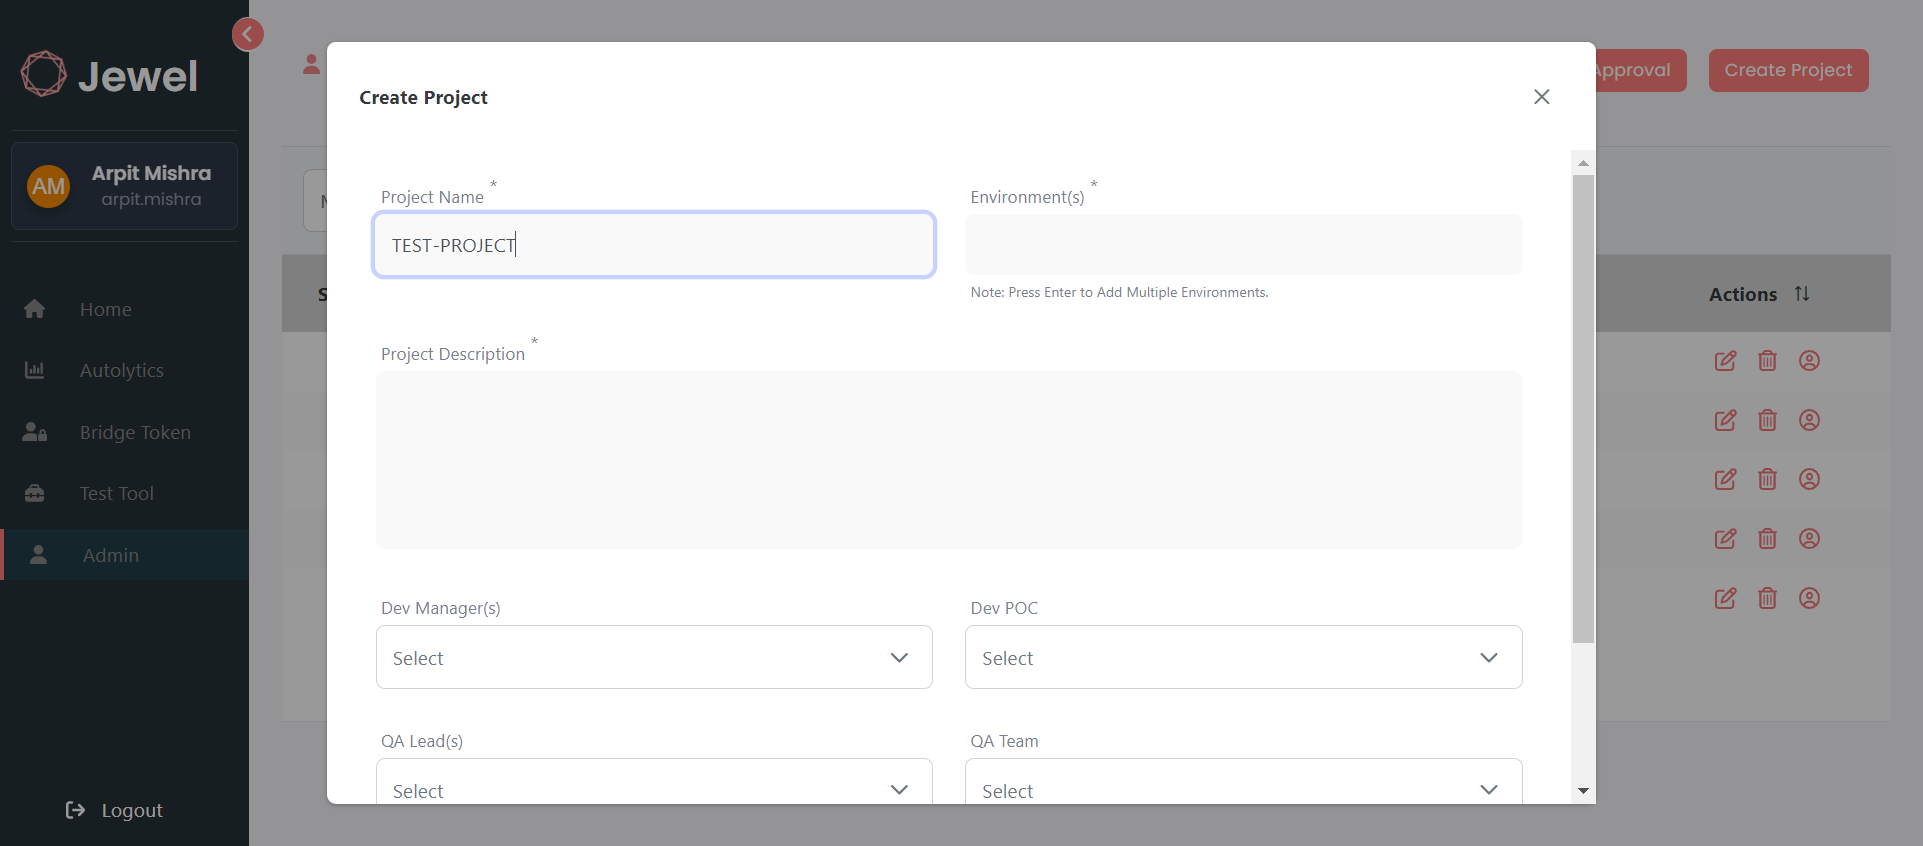 Jewel
AM
Arpit Mishra
arpit.mishra
Home
Autolytics
Bridge Token
Test Tool
Admin
Logout
Approval
Create Project
Actions
Create Project
Project Name *
TEST-PROJECT
Environment(s) *
Note: Press Enter to Add Multiple Environments.
Project Description *
Dev Manager(s)
Select
Dev POC
Select
QA Lead(s)
Select
QA Team
Select